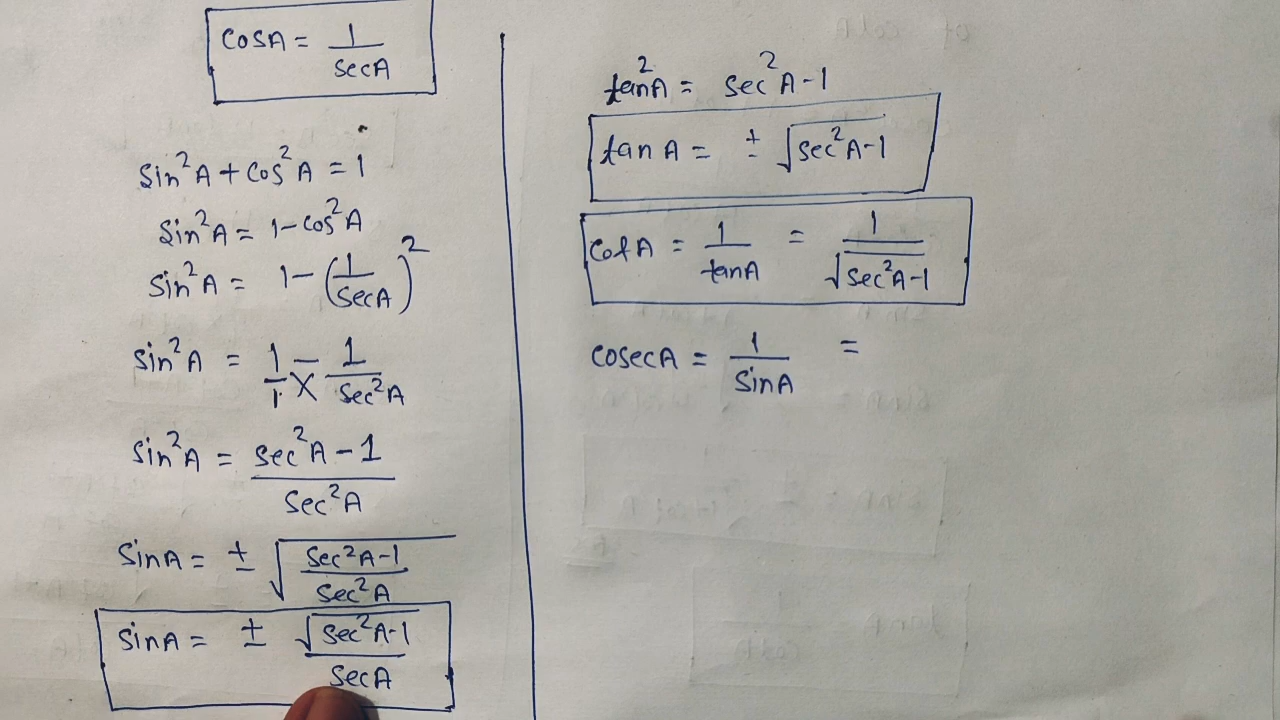 cosA = 1/secA
sin²A + cos²A = 1
sin²A = 1 - cos²A
sin²A = 1 - (1/secA)²
sin²A = 1/1 - 1/sec²A
sin²A = sec²A - 1/sec²A
sinA = ± √sec²A-1/sec²A
sinA = ± √sec²A-1/secA
tan²A = sec²A - 1
tanA = ± √sec²A-1
cotA = 1/tanA = 1/√sec²A-1
cosecA = 1/sinA =